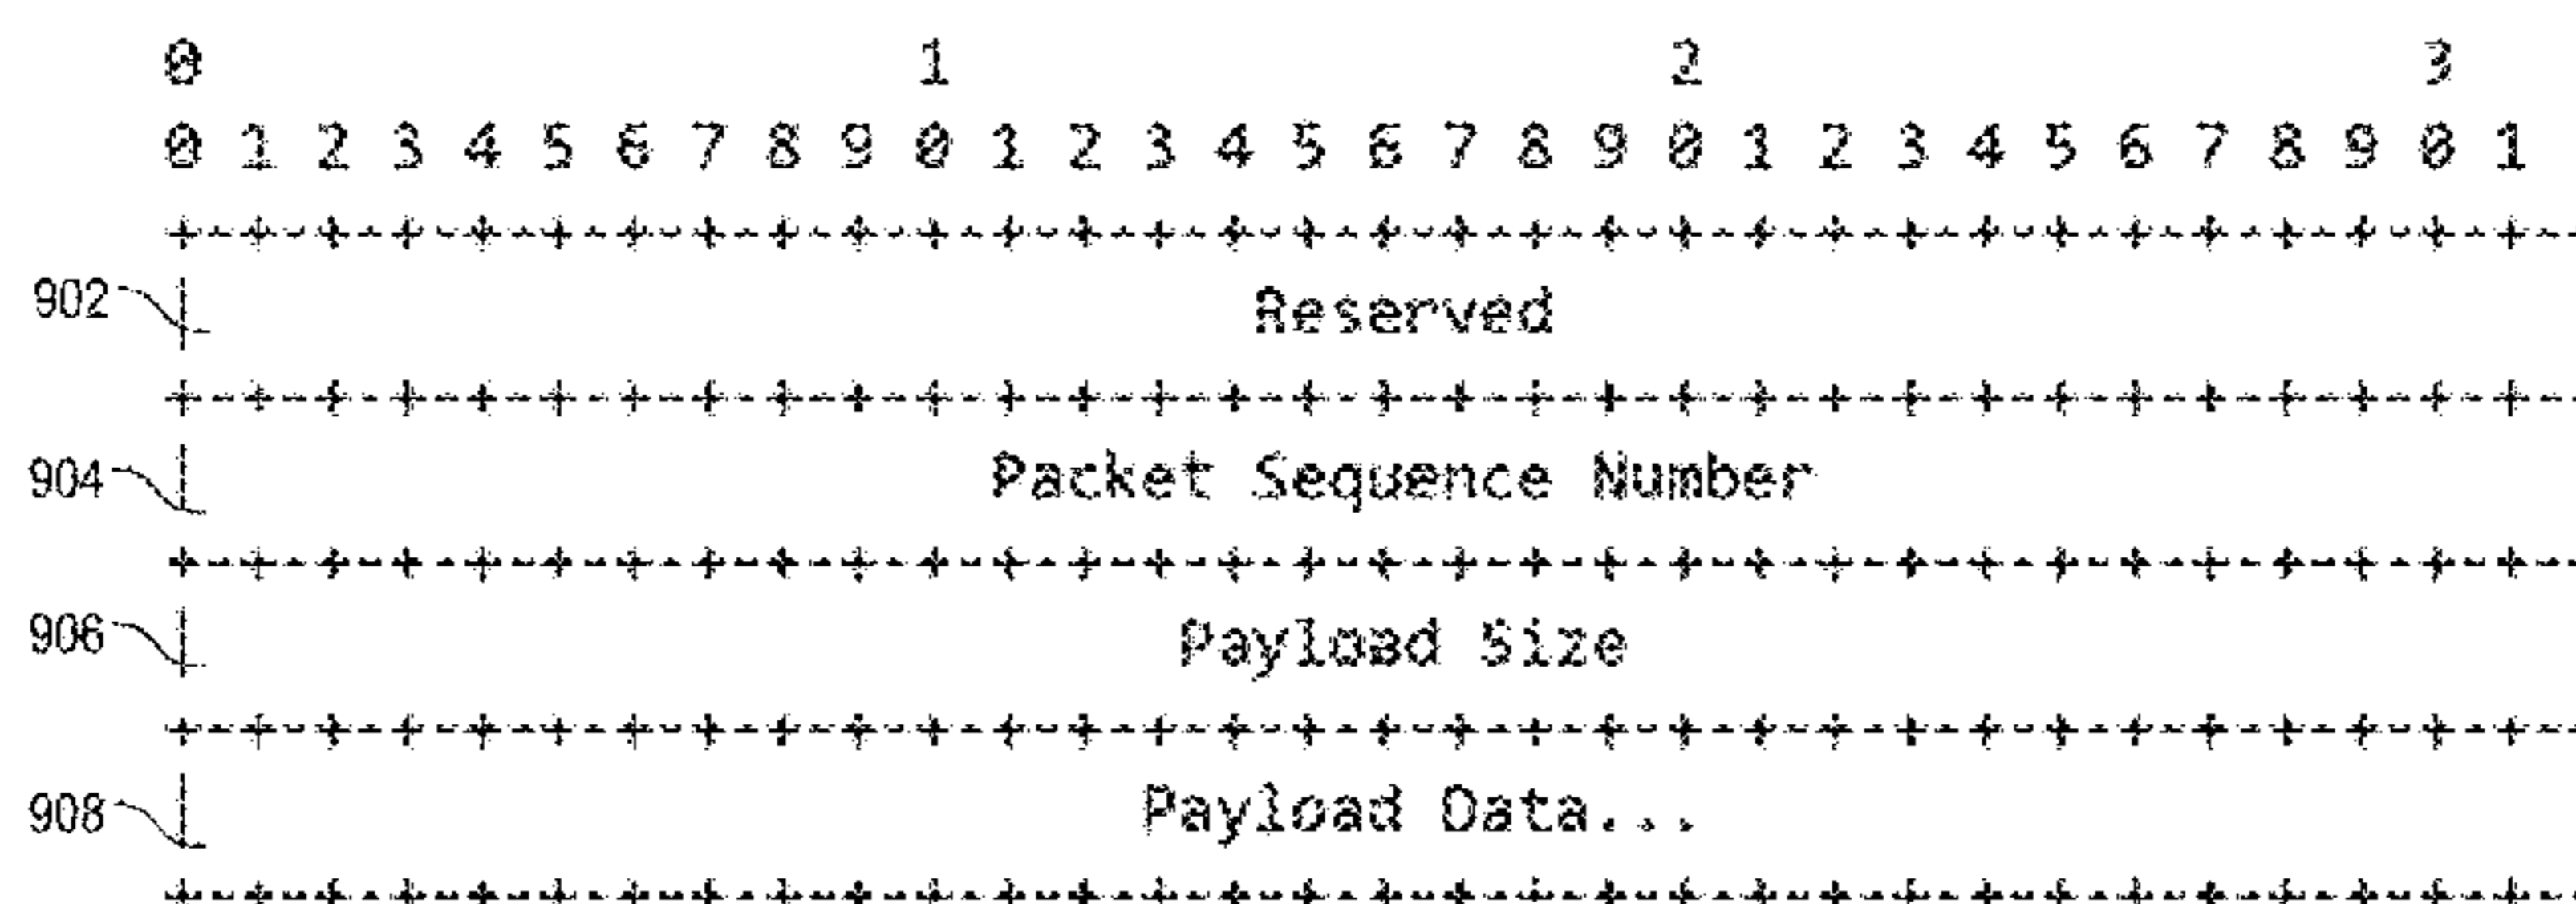 0 1 2 3
0 1 2 3 4 5 6 7 8 9 0 1 2 3 4 5 6 7 8 9 0 1 2 3 4 5 6 7 8 9 0 1
+-+-+-+-+-+-+-+-+-+-+-+-+-+-+-+-+-+-+-+-+-+-+-+-+-+-+-+-+-+-+-+-
902 | Reserved
+-+-+-+-+-+-+-+-+-+-+-+-+-+-+-+-+-+-+-+-+-+-+-+-+-+-+-+-+-+-+-+-
904 | Packet Sequence Number
+-+-+-+-+-+-+-+-+-+-+-+-+-+-+-+-+-+-+-+-+-+-+-+-+-+-+-+-+-+-+-+-
906 | Payload Size
+-+-+-+-+-+-+-+-+-+-+-+-+-+-+-+-+-+-+-+-+-+-+-+-+-+-+-+-+-+-+-+-
908 | Payload Data...
+-+-+-+-+-+-+-+-+-+-+-+-+-+-+-+-+-+-+-+-+-+-+-+-+-+-+-+-+-+-+-+-